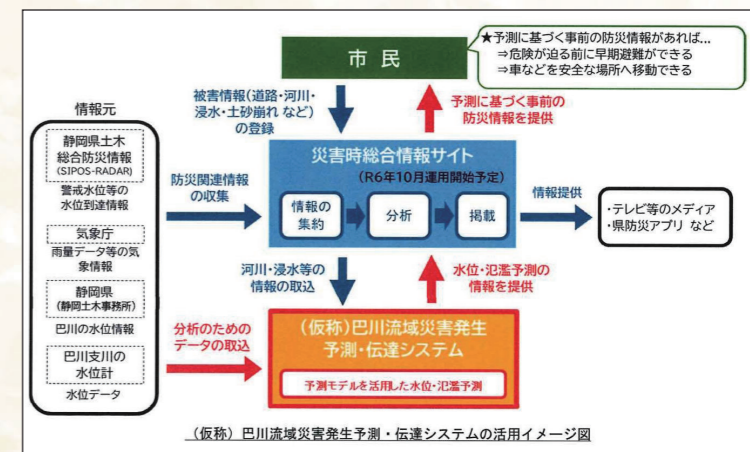 市民
★予測に基づく事前の防災情報があれば…
⇒危険が迫る前に早期避難ができる
⇒車などを安全な場所へ移動できる
情報元
静岡県土木
総合防災情報
(SIPOS-RADAR)
警戒水位等の
水位到達情報
気象庁
雨量データ等の気
象情報
静岡県
(静岡土木事務所)
巴川の水位情報
巴川支川の
水位計
水位データ
被害情報(道路・河川・
浸水・土砂崩れ など)
の登録
予測に基づく事前の
防災情報を提供
防災関連情報
の収集
災害時総合情報サイト
(R6年10月運用開始予定)
情報の
集約
分析
掲載
情報提供
・テレビ等のメディア
・県防災アプリ など
河川・浸水等の
情報の取込
水位・氾濫予測の
情報を提供
分析のための
データの取込
(仮称)巴川流域災害発生
予測・伝達システム
予測モデルを活用した水位・氾濫予測
(仮称)巴川流域災害発生予測・伝達システムの活用イメージ図